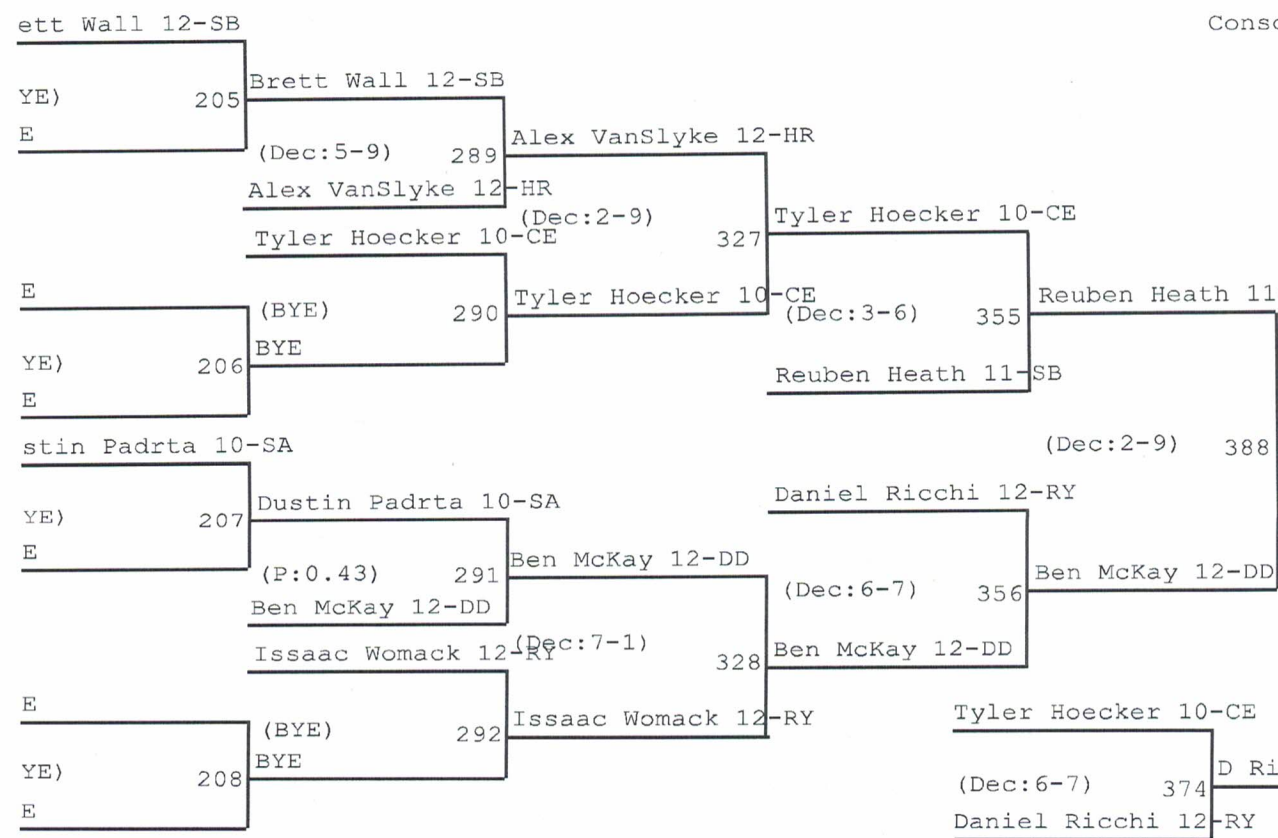 ett Wall 12-SB
Conso
Brett Wall 12-SB
YE) 205
E
(Dec:5-9) 289
Alex VanSlyke 12-HR
Alex VanSlyke 12-HR
(Dec:2-9) 327
Tyler Hoecker 10-CE
Tyler Hoecker 10-CE
E
(BYE) 290
Tyler Hoecker 10-CE
(Dec:3-6) 355
Reuben Heath 11
YE) 206
BYE
E
Reuben Heath 11-SB
stin Padrta 10-SA
(Dec:2-9) 388
YE) 207
Dustin Padrta 10-SA
Daniel Ricchi 12-RY
E
(P:0.43) 291
Ben McKay 12-DD
Ben McKay 12-DD
(Dec:6-7) 356
Ben McKay 12-DD
Issaac Womack 12-RY
(Dec:7-1) 328
Ben McKay 12-DD
E
(BYE) 292
Issaac Womack 12-RY
Tyler Hoecker 10-CE
YE) 208
BYE
(Dec:6-7) 374
D Ri
E
Daniel Ricchi 12-RY